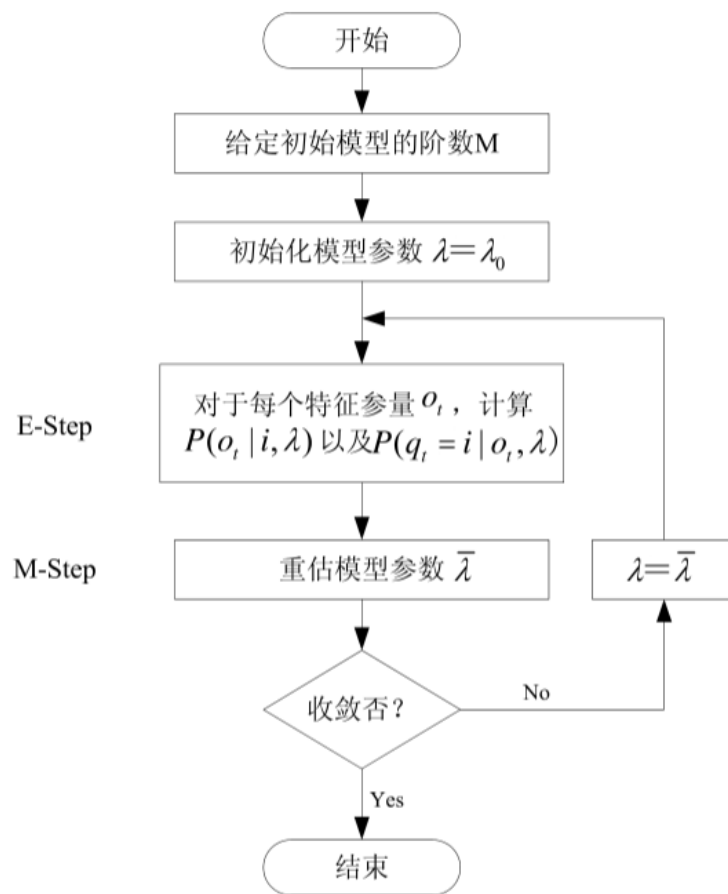 开始
给定初始模型的阶数M
初始化模型参数 λ=λ₀
E-Step
对于每个特征参量 oₜ ，计算
P(oₜ | i, λ) 以及P(qₜ = i | oₜ, λ)
M-Step
重估模型参数 λ̅
λ=λ̅
收敛否？
No
Yes
结束